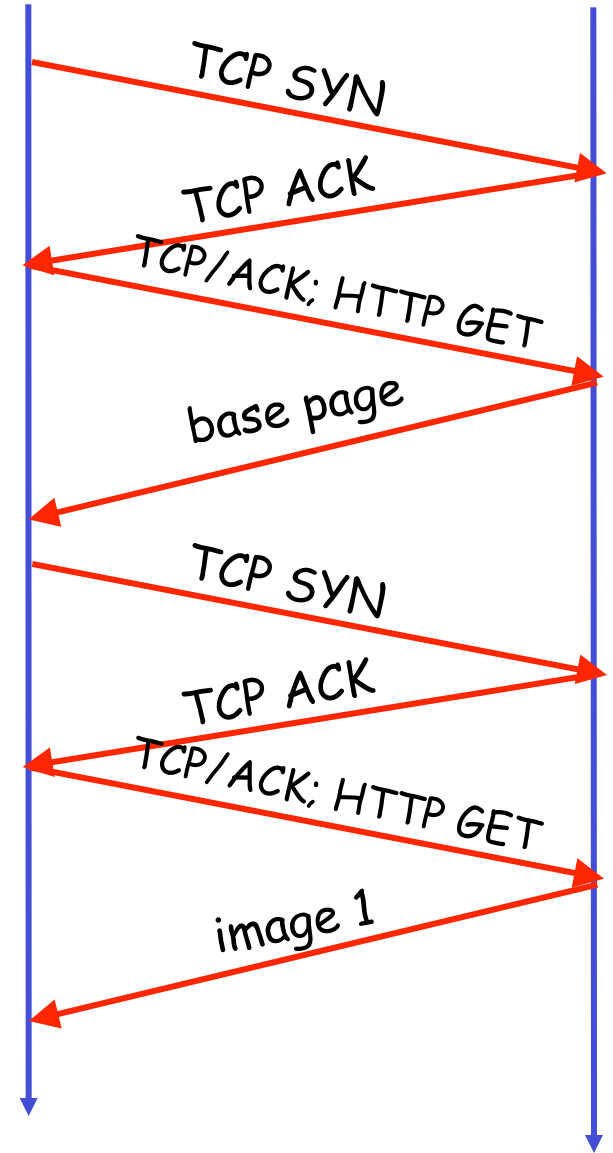 TCP SYN
TCP ACK
TCP/ACK; HTTP GET
base page
TCP SYN
TCP ACK
TCP/ACK; HTTP GET
image 1